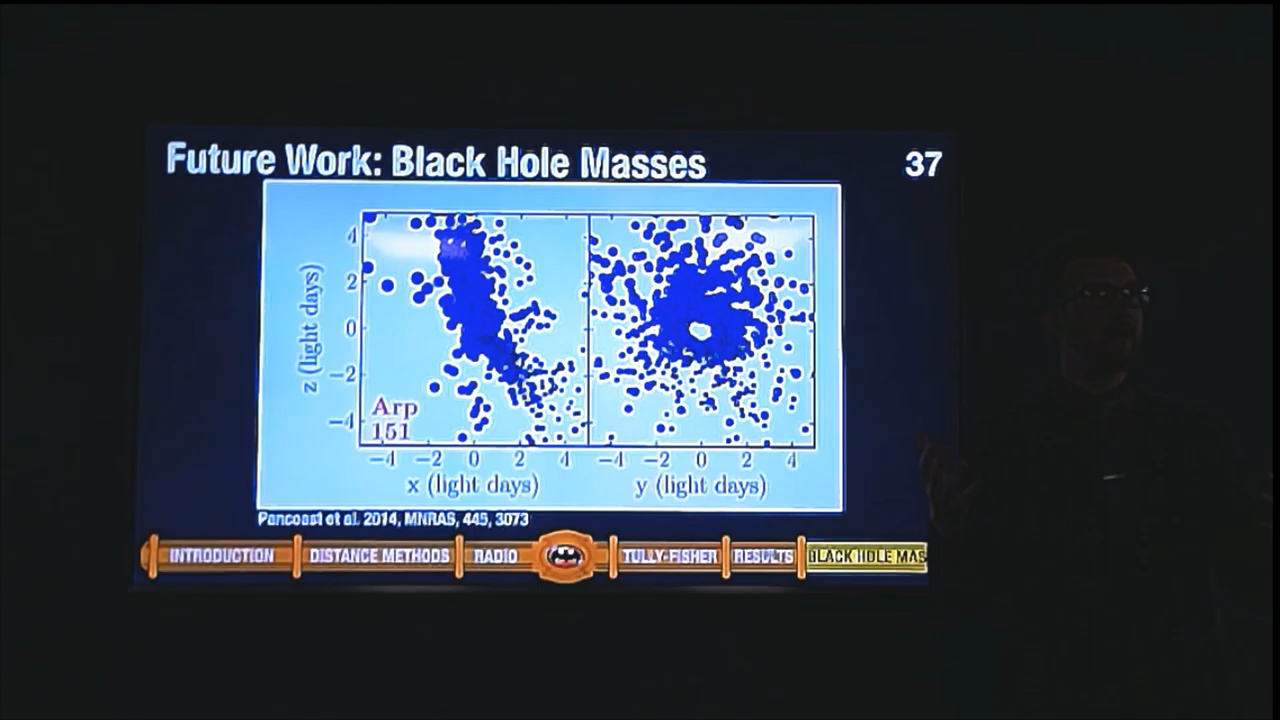 Future Work: Black Hole Masses
37
4
2
0
−2
−4
z (light days)
Arp
151
−4 −2 0 2 4
−4 −2 0 2 4
x (light days)
y (light days)
Pancoast et al. 2014, MNRAS, 445, 3073
INTRODUCTION DISTANCE METHODS RADIO TULLY-FISHER RESULTS BLACK HOLE MAS